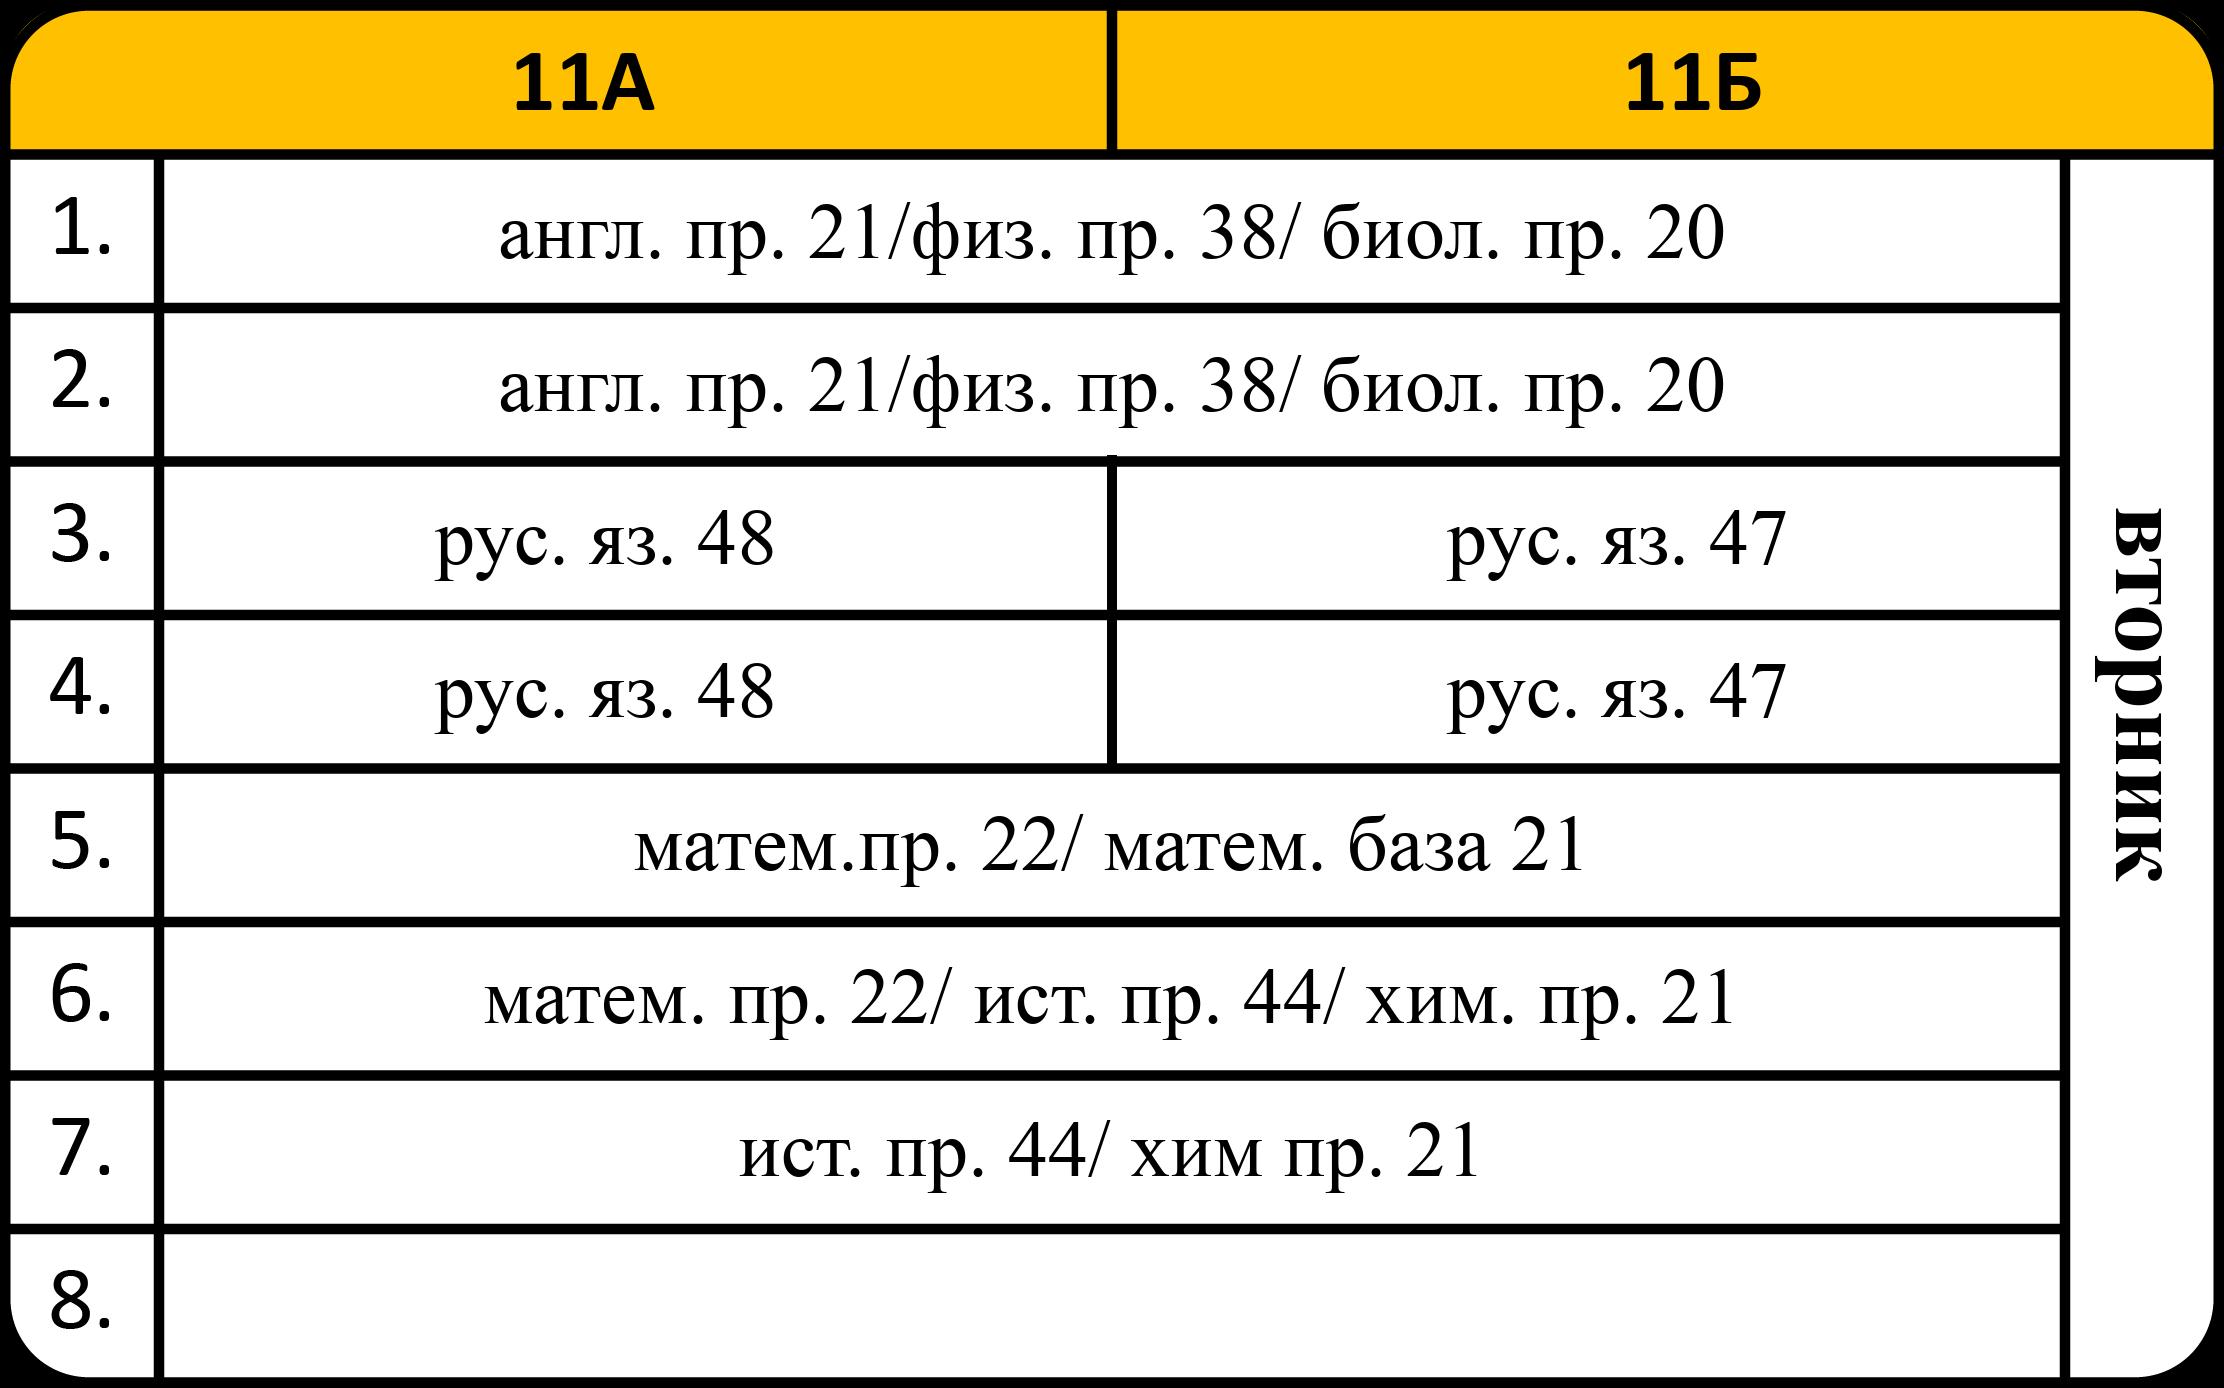 11А 11Б
1. англ. пр. 21/физ. пр. 38/ биол. пр. 20
2. англ. пр. 21/физ. пр. 38/ биол. пр. 20
3. рус. яз. 48 рус. яз. 47
4. рус. яз. 48 рус. яз. 47
5. матем.пр. 22/ матем. база 21
6. матем. пр. 22/ ист. пр. 44/ хим. пр. 21
7. ист. пр. 44/ хим пр. 21
8.
вторник